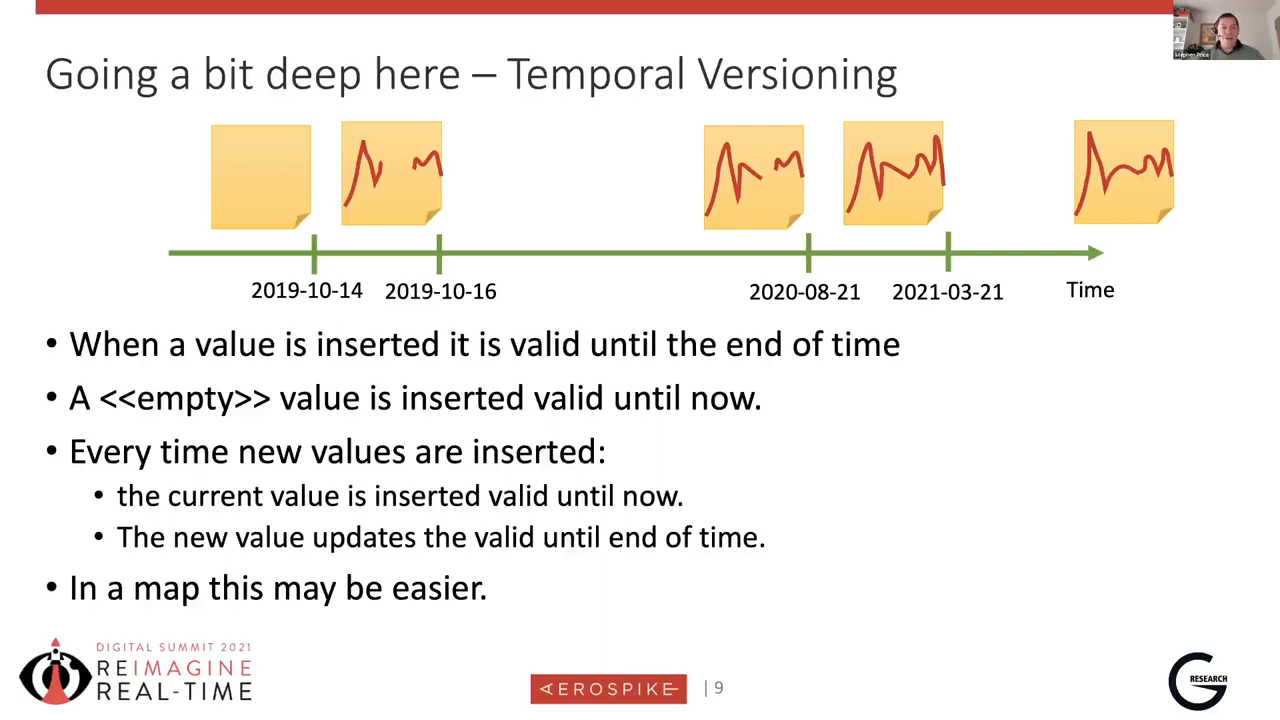 Stephen Price
Going a bit deep here – Temporal Versioning
2019-10-14
2019-10-16
2020-08-21
2021-03-21
Time
• When a value is inserted it is valid until the end of time
• A <<empty>> value is inserted valid until now.
• Every time new values are inserted:
• the current value is inserted valid until now.
• The new value updates the valid until end of time.
• In a map this may be easier.
DIGITAL SUMMIT 2021
REIMAGINE
REAL-TIME
AEROSPIKE
| 9
G RESEARCH